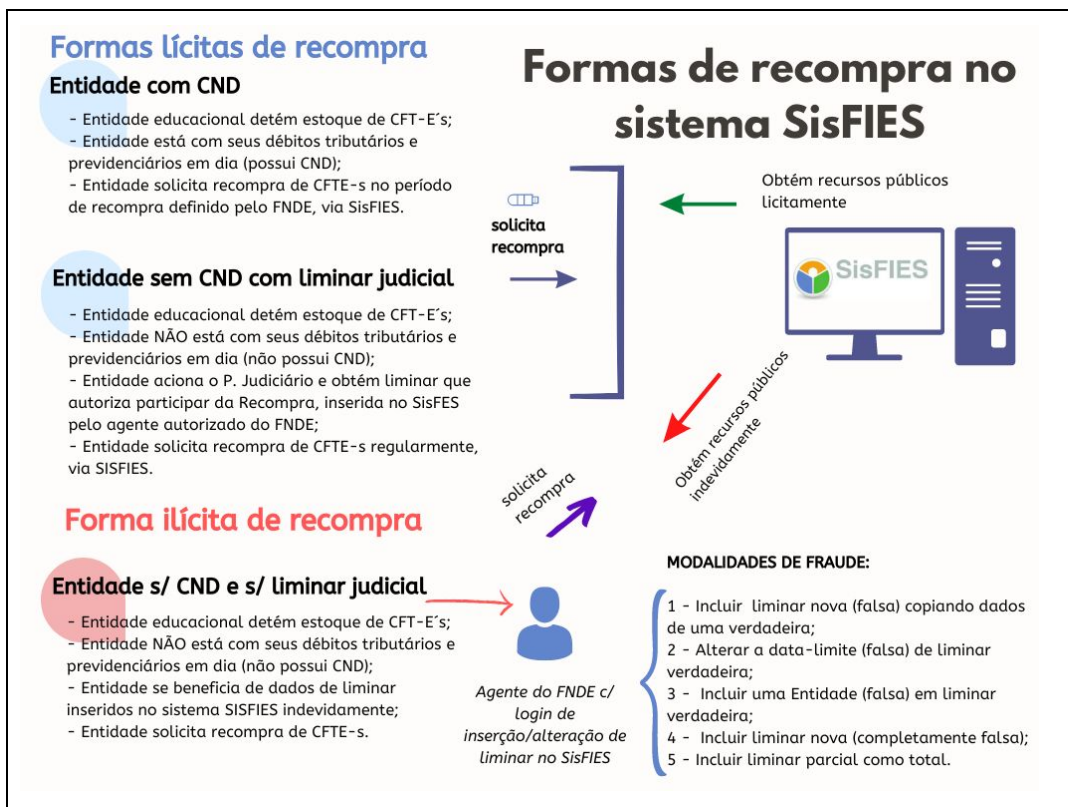 Formas lícitas de recompra
Entidade com CND
- Entidade educacional detém estoque de CFT-E´s;
- Entidade está com seus débitos tributários e
previdenciários em dia (possui CND);
- Entidade solicita recompra de CFTE-s no período
de recompra definido pelo FNDE, via SisFIES.
Entidade sem CND com liminar judicial
- Entidade educacional detém estoque de CFT-E´s;
- Entidade NÃO está com seus débitos tributários e
previdenciários em dia (não possui CND);
- Entidade aciona o P. Judiciário e obtém liminar que
autoriza participar da Recompra, inserida no SisFES
pelo agente autorizado do FNDE;
- Entidade solicita recompra de CFTE-s regularmente,
via SISFIES.
Forma ilícita de recompra
Entidade s/ CND e s/ liminar judicial
- Entidade educacional detém estoque de CFT-E´s;
- Entidade NÃO está com seus débitos tributários e
previdenciários em dia (não possui CND);
- Entidade se beneficia de dados de liminar
inseridos no sistema SISFIES indevidamente;
- Entidade solicita recompra de CFTE-s.
Formas de recompra no
sistema SisFIES
solicita
recompra
Obtém recursos públicos
licitamente
SisFIES
Obtém recursos públicos
indevidamente
solicita
recompra
Agente do FNDE c/
login de
inserção/alteração de
liminar no SisFIES
MODALIDADES DE FRAUDE:
1 - Incluir liminar nova (falsa) copiando dados
de uma verdadeira;
2 - Alterar a data-limite (falsa) de liminar
verdadeira;
3 - Incluir uma Entidade (falsa) em liminar
verdadeira;
4 - Incluir liminar nova (completamente falsa);
5 - Incluir liminar parcial como total.